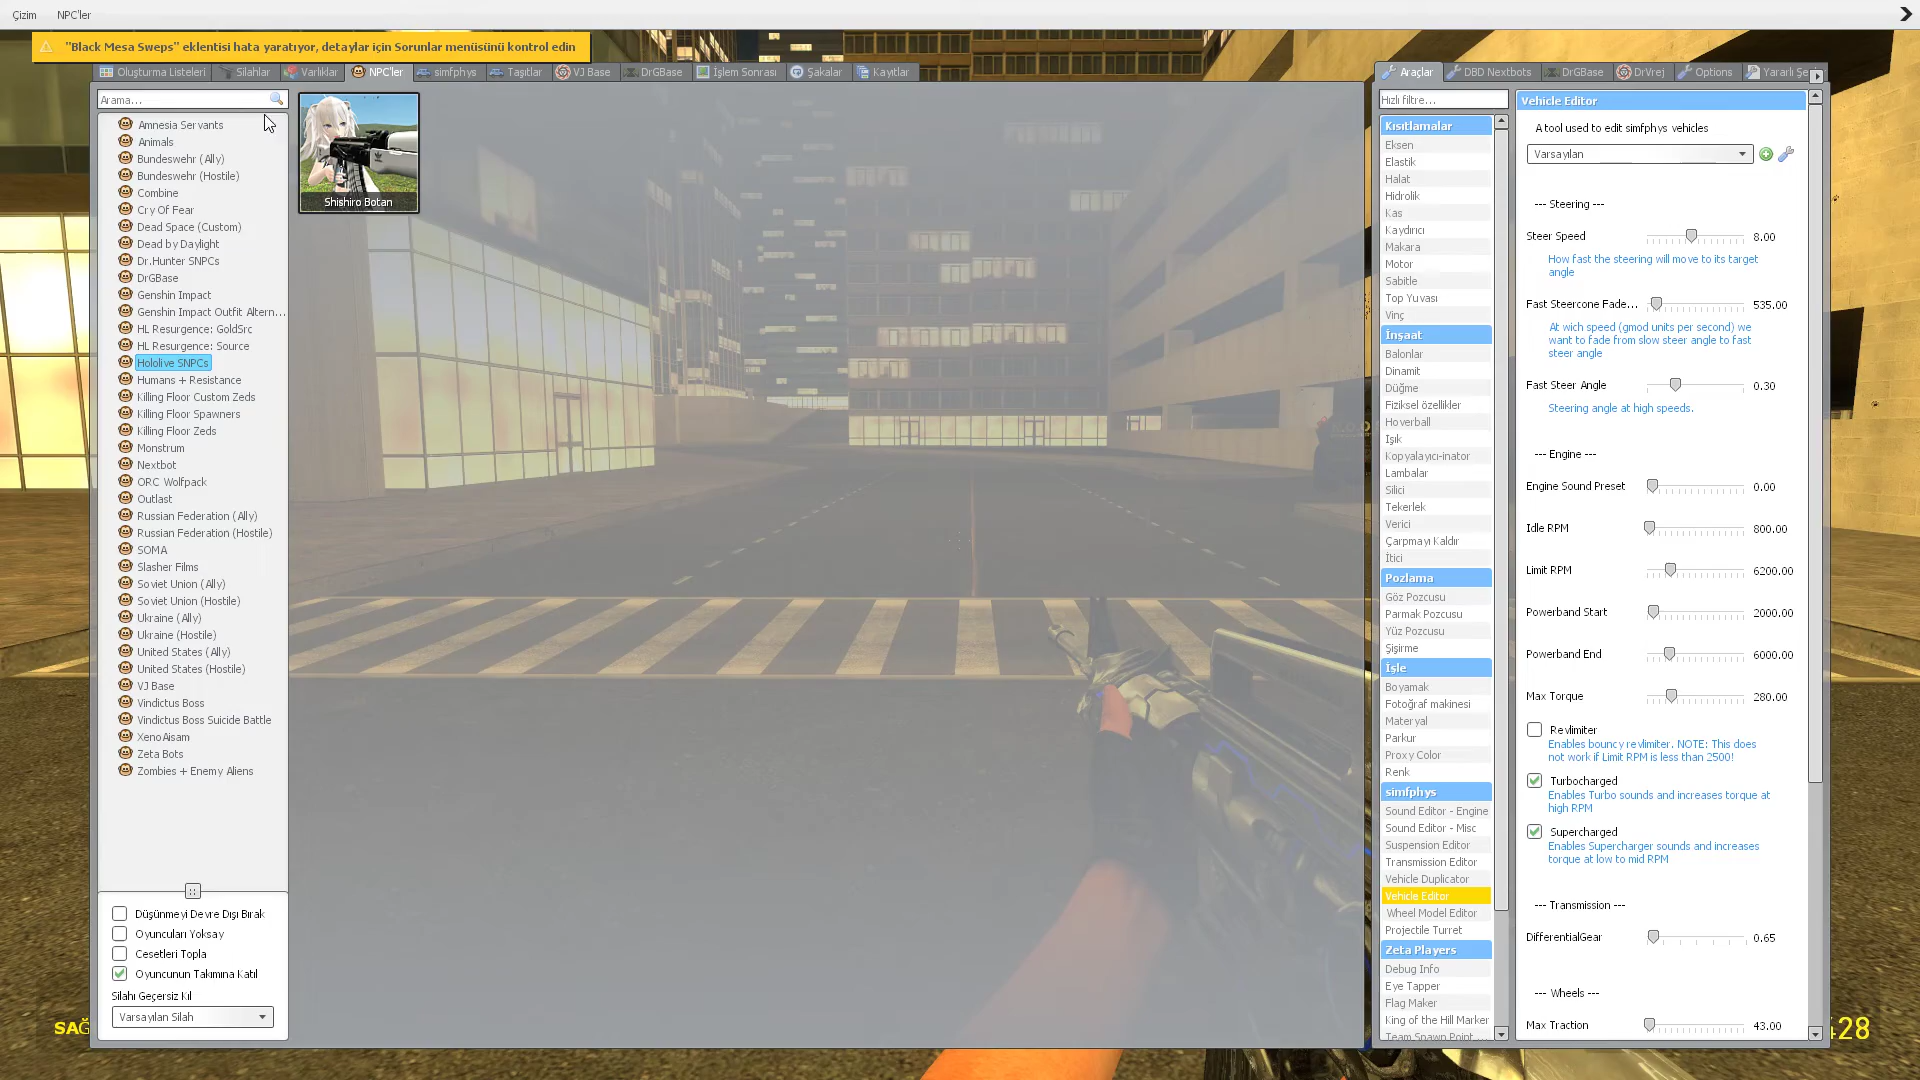 Çizim
NPC'ler
"Black Mesa Sweps" eklentisi hata yaratıyor, detaylar için Sorunlar menüsünü kontrol edin
Oluşturma Listeleri
Silahlar
Varlıklar
NPC'ler
simfphys
Taşıtlar
VJ Base
DrGBase
İşlem Sonrası
Şakalar
Kayıtlar
Arama...
Amnesia Servants
Animals
Bundeswehr (Ally)
Bundeswehr (Hostile)
Combine
Cry Of Fear
Dead Space (Custom)
Dead by Daylight
Dr.Hunter SNPCs
DrGBase
Genshin Impact
Genshin Impact Outfit Altern...
HL Resurgence: GoldSrc
HL Resurgence: Source
Hololive SNPCs
Humans + Resistance
Killing Floor Custom Zeds
Killing Floor Spawners
Killing Floor Zeds
Monstrum
Nextbot
ORC Wolfpack
Outlast
Russian Federation (Ally)
Russian Federation (Hostile)
SOMA
Slasher Films
Soviet Union (Ally)
Soviet Union (Hostile)
Ukraine (Ally)
Ukraine (Hostile)
United States (Ally)
United States (Hostile)
VJ Base
Vindictus Boss
Vindictus Boss Suicide Battle
XenoAisam
Zeta Bots
Zombies + Enemy Aliens
Düşünmeyi Devre Dışı Bırak
Oyuncuları Yoksay
Cesetleri Topla
Oyuncunun Takımına Katıl
Silahı Geçersiz Kıl
Varsayılan Silah
SAĞ
Shishiro Botan
Araçlar
DBD Nextbots
DrGBase
DrVrej
Options
Yararlı Şe
Hızlı filtre...
Kısıtlamalar
Eksen
Elastik
Halat
Hidrolik
Kas
Kaydırıcı
Makara
Motor
Sabitle
Top Yuvası
Vinç
İnşaat
Balonlar
Dinamit
Düğme
Fiziksel özellikler
Hoverball
Işık
Kopyalayıcı-inator
Lambalar
Silici
Tekerlek
Verici
Çarpmayı Kaldır
İtici
Pozlama
Göz Pozcusu
Parmak Pozcusu
Yüz Pozcusu
Şişirme
İşle
Boyamak
Fotoğraf makinesi
Materyal
Parkur
Proxy Color
Renk
simfphys
Sound Editor - Engine
Sound Editor - Misc
Suspension Editor
Transmission Editor
Vehicle Duplicator
Vehicle Editor
Wheel Model Editor
Projectile Turret
Zeta Players
Debug Info
Eye Tapper
Flag Maker
King of the Hill Marker
Team Spawn Point
Vehicle Editor
A tool used to edit simfphys vehicles
Varsayılan
--- Steering ---
Steer Speed 8.00
How fast the steering will move to its target
angle
Fast Steercone Fade... 535.00
At wich speed (gmod units per second) we
want to fade from slow steer angle to fast
steer angle
Fast Steer Angle 0.30
Steering angle at high speeds.
--- Engine ---
Engine Sound Preset 0.00
Idle RPM 800.00
Limit RPM 6200.00
Powerband Start 2000.00
Powerband End 6000.00
Max Torque 280.00
Revlimiter
Enables bouncy revlimiter. NOTE: This does
not work if Limit RPM is less than 2500!
Turbocharged
Enables Turbo sounds and increases torque at
high RPM
Supercharged
Enables Supercharger sounds and increases
torque at low to mid RPM
--- Transmission ---
DifferentialGear 0.65
--- Wheels ---
Max Traction 43.00
428